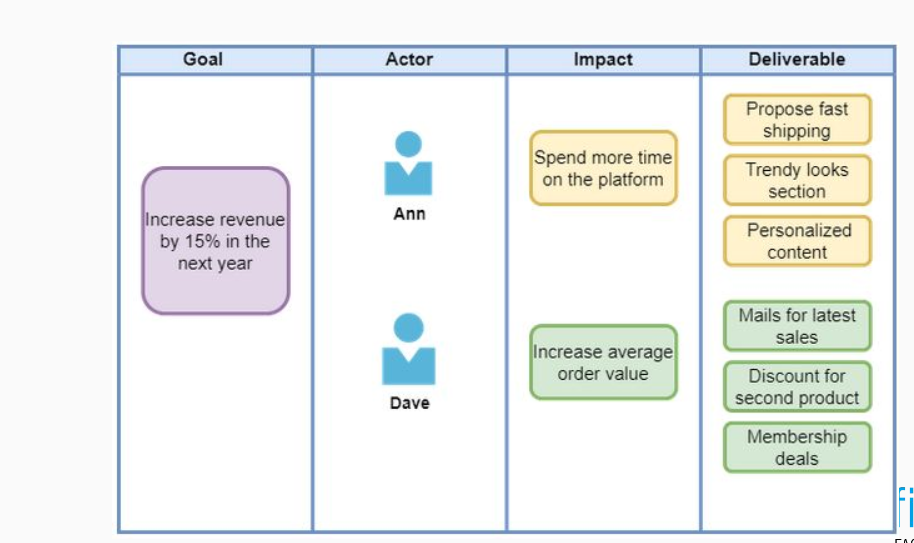 Goal
Actor
Impact
Deliverable
Increase revenue
by 15% in the
next year
Ann
Dave
Spend more time
on the platform
Increase average
order value
Propose fast
shipping
Trendy looks
section
Personalized
content
Mails for latest
sales
Discount for
second product
Membership
deals